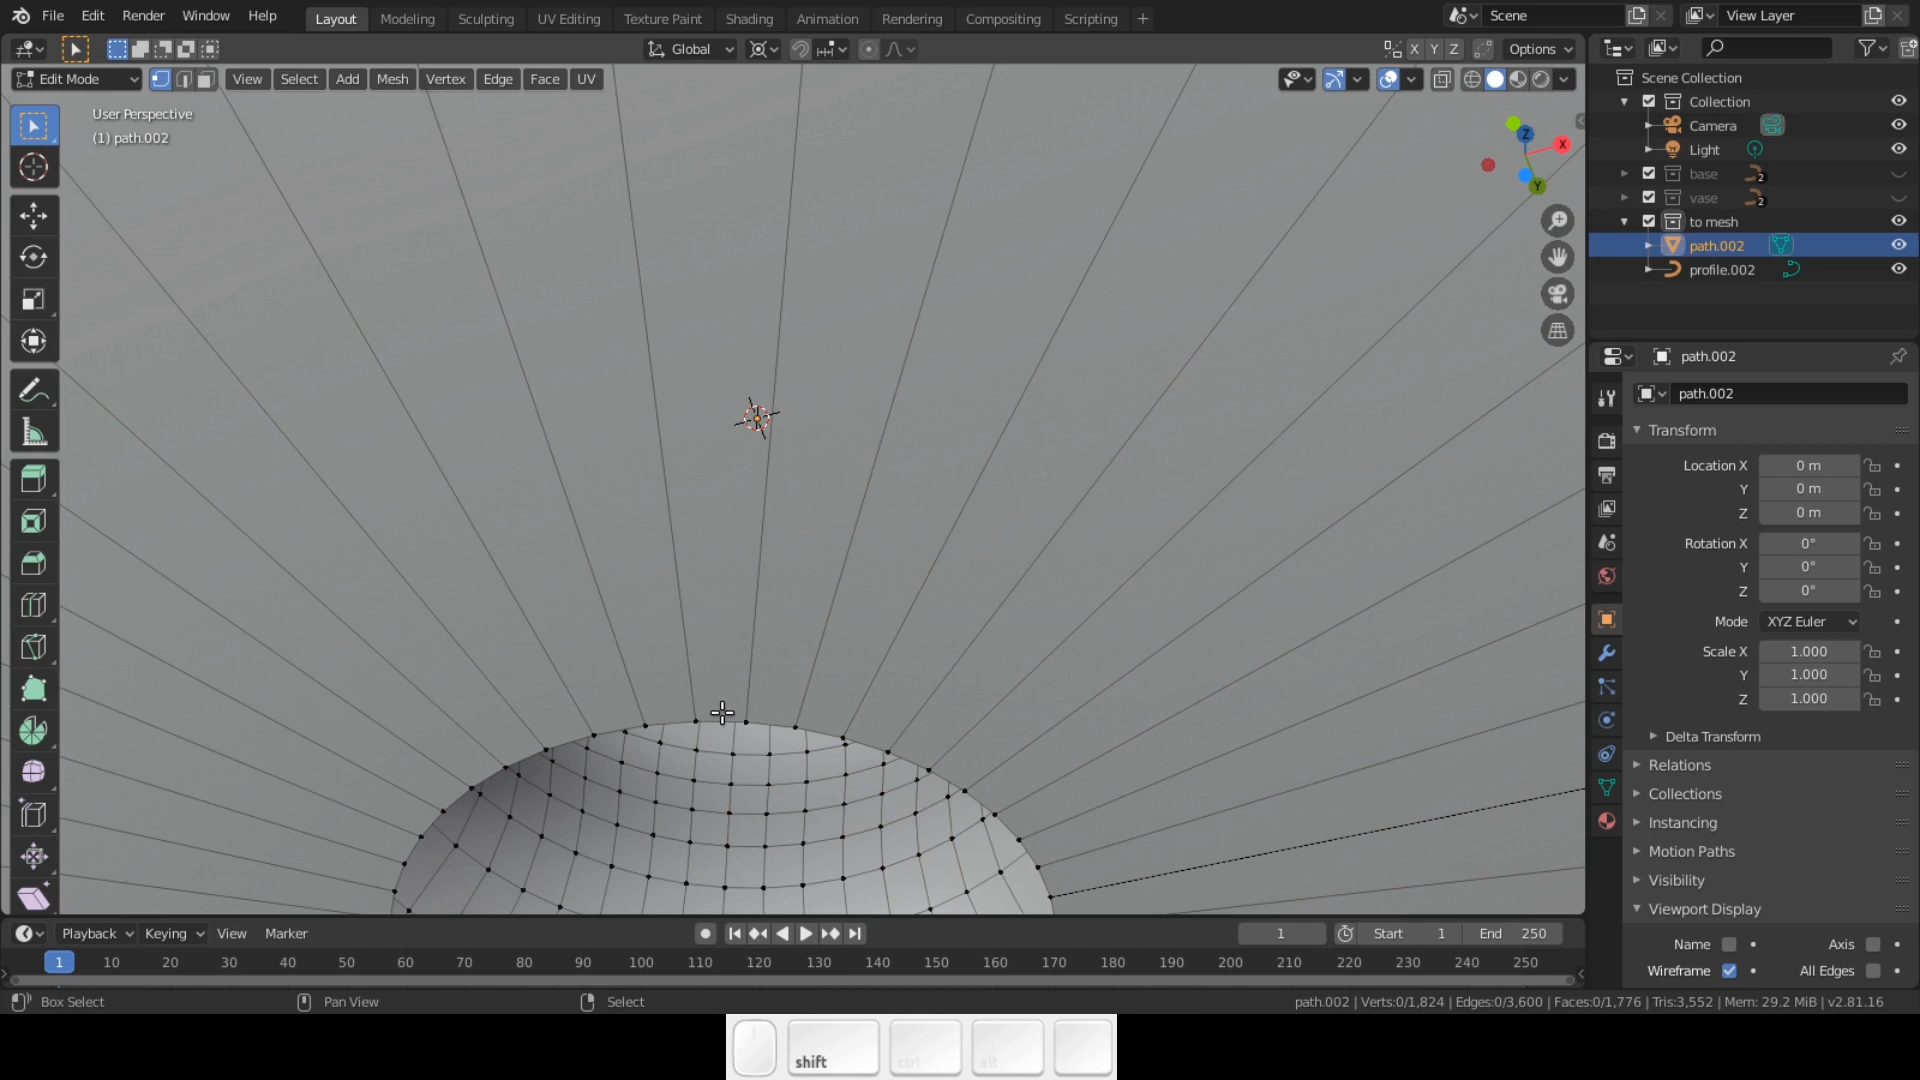 File Edit Render Window Help Layout Modeling Sculpting UV Editing Texture Paint Shading Animation Rendering Compositing Scripting + Scene View Layer
Global X Y Z Options
Edit Mode View Select Add Mesh Vertex Edge Face UV
User Perspective
(1) path.002
Z
X
Y
Scene Collection
Collection
Camera
Light
base 2
vase 2
to mesh
path.002
profile.002
path.002
path.002
Transform
Location X 0 m
Y 0 m
Z 0 m
Rotation X 0°
Y 0°
Z 0°
Mode XYZ Euler
Scale X 1.000
Y 1.000
Z 1.000
Delta Transform
Relations
Collections
Instancing
Motion Paths
Visibility
Viewport Display
Name Axis
Wireframe All Edges
Playback Keying View Marker 1 Start 1 End 250
1 10 20 30 40 50 60 70 80 90 100 110 120 130 140 150 160 170 180 190 200 210 220 230 240 250
Box Select Pan View Select path.002 | Verts:0/1,824 | Edges:0/3,600 | Faces:0/1,776 | Tris:3,552 | Mem: 29.2 MiB | v2.81.16
shift ctrl alt